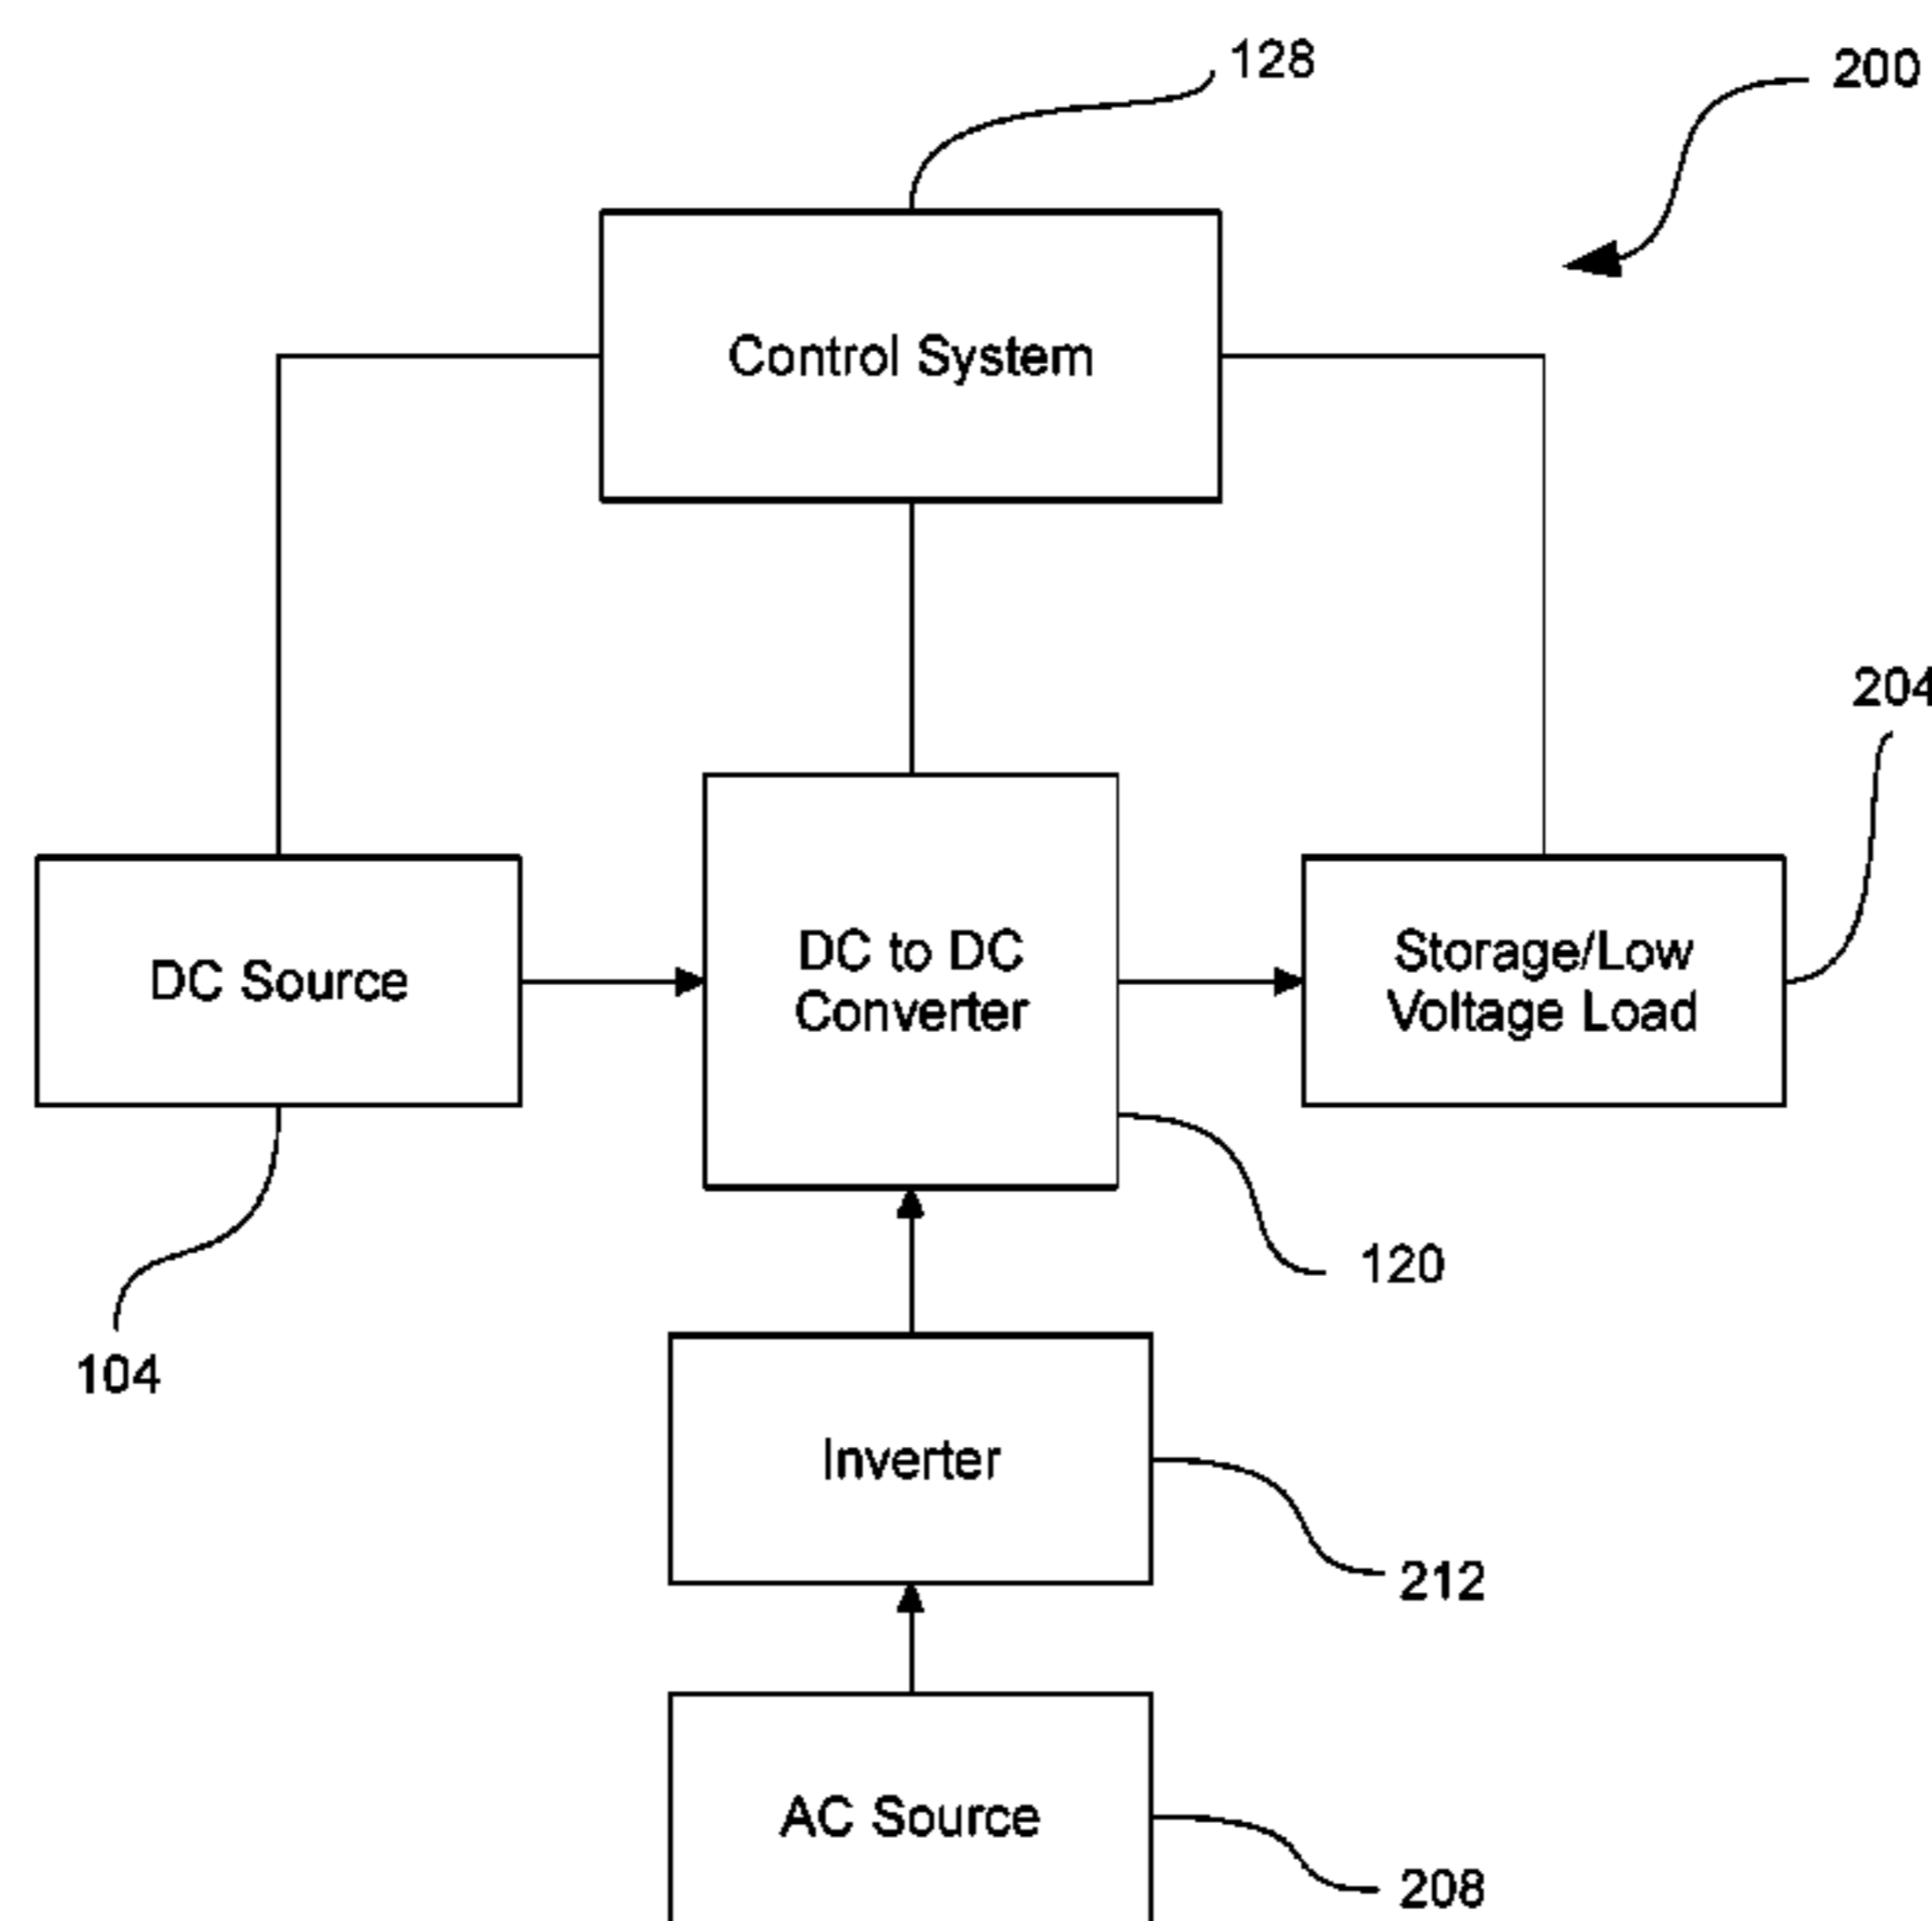 128
200
Control System
204
DC Source
DC to DC
Converter
Storage/Low
Voltage Load
120
104
Inverter
212
AC Source
208